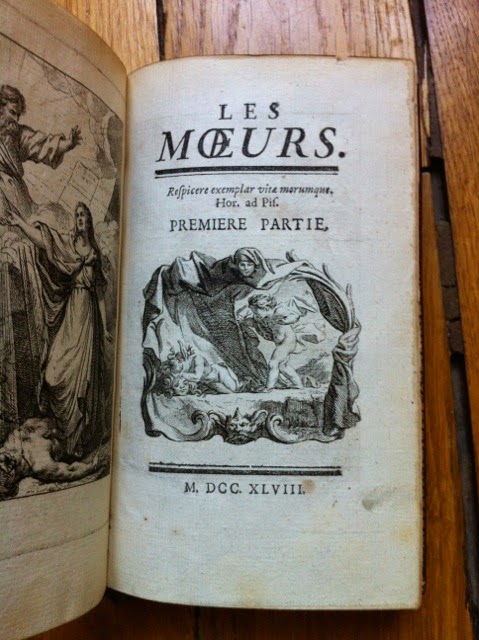 LES
MŒURS.
Reſpicere exemplar vitæ morumque.
Hor. ad Piſ.
PREMIERE PARTIE,
M. DCC. XLVIII.